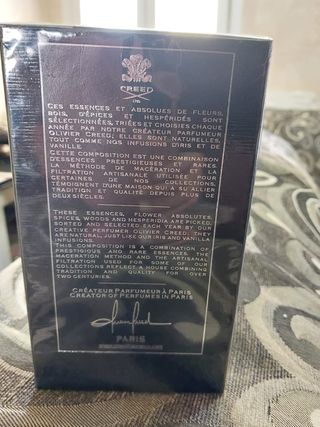 CREED
CES ESSENCES ET ABSOLUES DE FLEURS,
BOIS, D'ÉPICES ET HESPÉRIDÉS SONT
SÉLECTIONNÉES, TRIÉES ET CHOISIES CHAQUE
ANNÉE PAR NOTRE CRÉATEUR PARFUMEUR
OLIVIER CREED; ELLES SONT NATURELLES,
TOUT COMME NOS INFUSIONS D'IRIS ET DE
VANILLE.
CETTE COMPOSITION EST UNE COMBINAISON
D'ESSENCES PRESTIGIEUSES ET RARES.
LA MÉTHODE DE MACÉRATION ET LA
FILTRATION ARTISANALE UTILISÉE POUR
CERTAINES DE NOS COLLECTIONS,
TÉMOIGNENT D'UNE MAISON QUI A SU ALLIER
TRADITION ET QUALITÉ DEPUIS PLUS DE
DEUX SIÈCLES.
THESE ESSENCES, FLOWER ABSOLUTES,
SPICES, WOODS AND HESPERIDIA ARE PICKED,
SORTED AND SELECTED EACH YEAR BY OUR
CREATIVE PERFUMER OLIVIER CREED. THEY
ARE NATURAL, JUST LIKE OUR IRIS AND VANILLA
INFUSIONS.
THIS COMPOSITION IS A COMBINATION OF
PRESTIGIOUS AND RARE ESSENCES. THE
MACERATION METHOD AND THE ARTISANAL
FILTRATION USED FOR SOME OF OUR
COLLECTIONS REFLECT A HOUSE COMBINING
TRADITION AND QUALITY FOR OVER
TWO CENTURIES.
CRÉATEUR PARFUMEUR À PARIS
CREATOR OF PERFUMES IN PARIS
PARIS